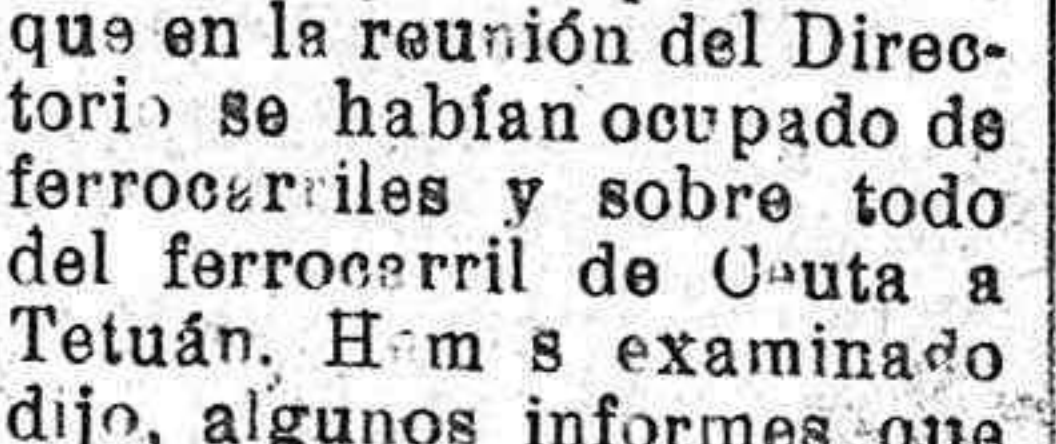 que en la reunión del Direc-
torio se habían ocupado de
ferrocarriles y sobre todo
del ferrocarril de Ceuta a
Tetuán. Hemos examinado
dijo, algunos informes que